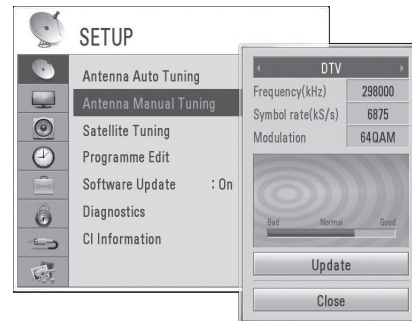 SETUP
Antenna Auto Tuning
Antenna Manual Tuning
Satellite Tuning
Programme Edit
Software Update : On
Diagnostics
CI Information
DTV
Frequency(kHz) 298000
Symbol rate(kS/s) 6875
Modulation 64QAM
Bad Normal Good
Update
Close